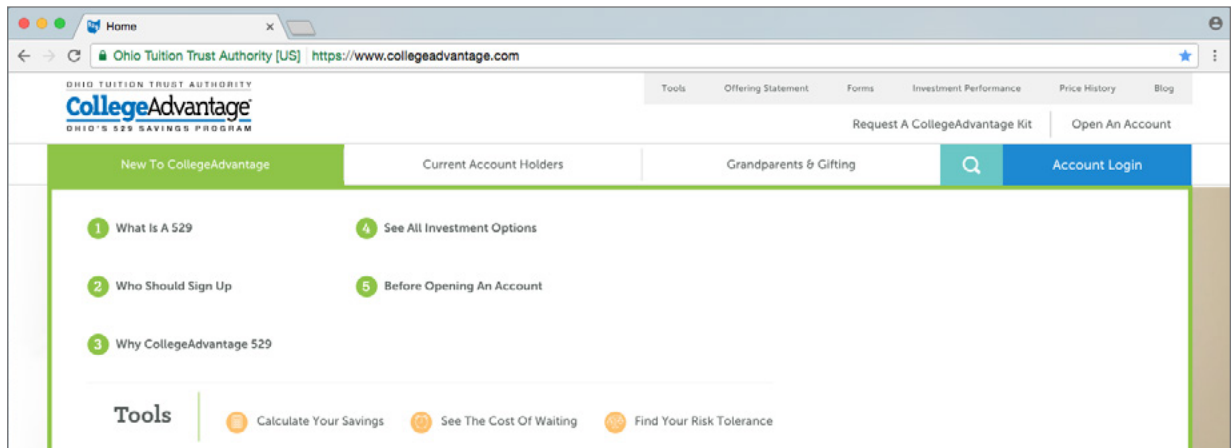 Home
Ohio Tuition Trust Authority [US] https://www.collegeadvantage.com
OHIO TUITION TRUST AUTHORITY
CollegeAdvantage
OHIO'S 529 SAVINGS PROGRAM
Tools Offering Statement Forms Investment Performance Price History Blog
Request A CollegeAdvantage Kit Open An Account
New To CollegeAdvantage Current Account Holders Grandparents & Gifting Account Login
1 What Is A 529 4 See All Investment Options
2 Who Should Sign Up 5 Before Opening An Account
3 Why CollegeAdvantage 529
Tools Calculate Your Savings See The Cost Of Waiting Find Your Risk Tolerance